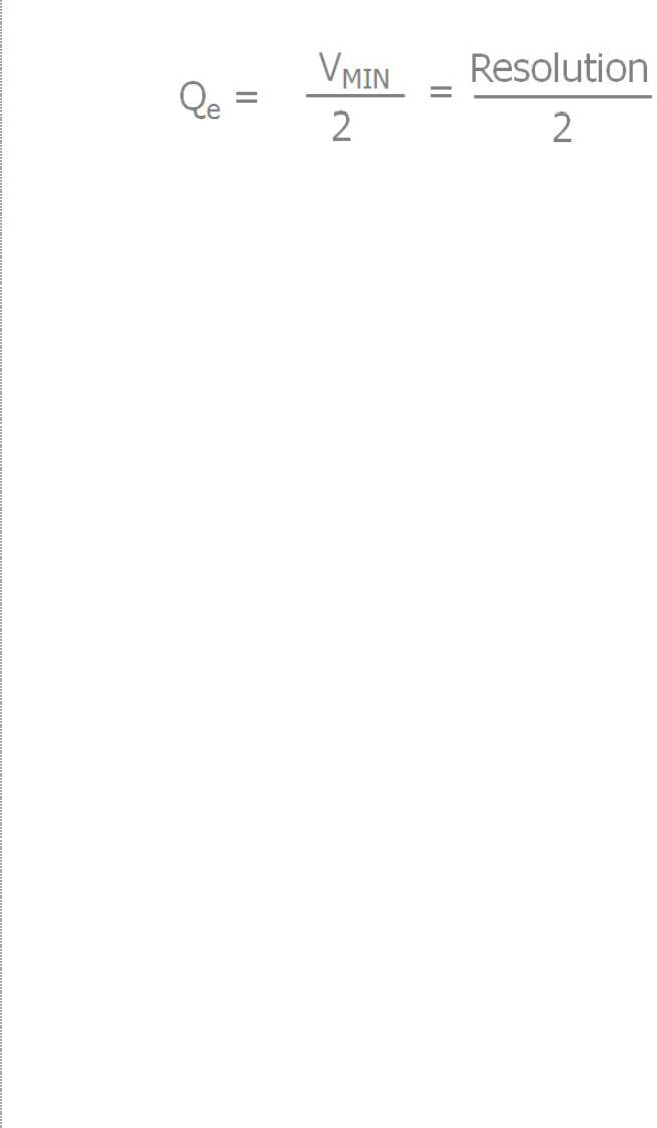 Qe = VMIN / 2 = Resolution / 2